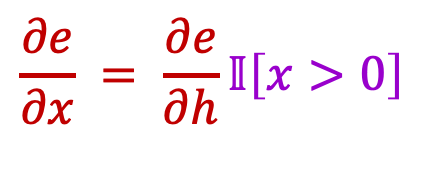 ∂e/∂x = ∂e/∂h 𝕀[x > 0]